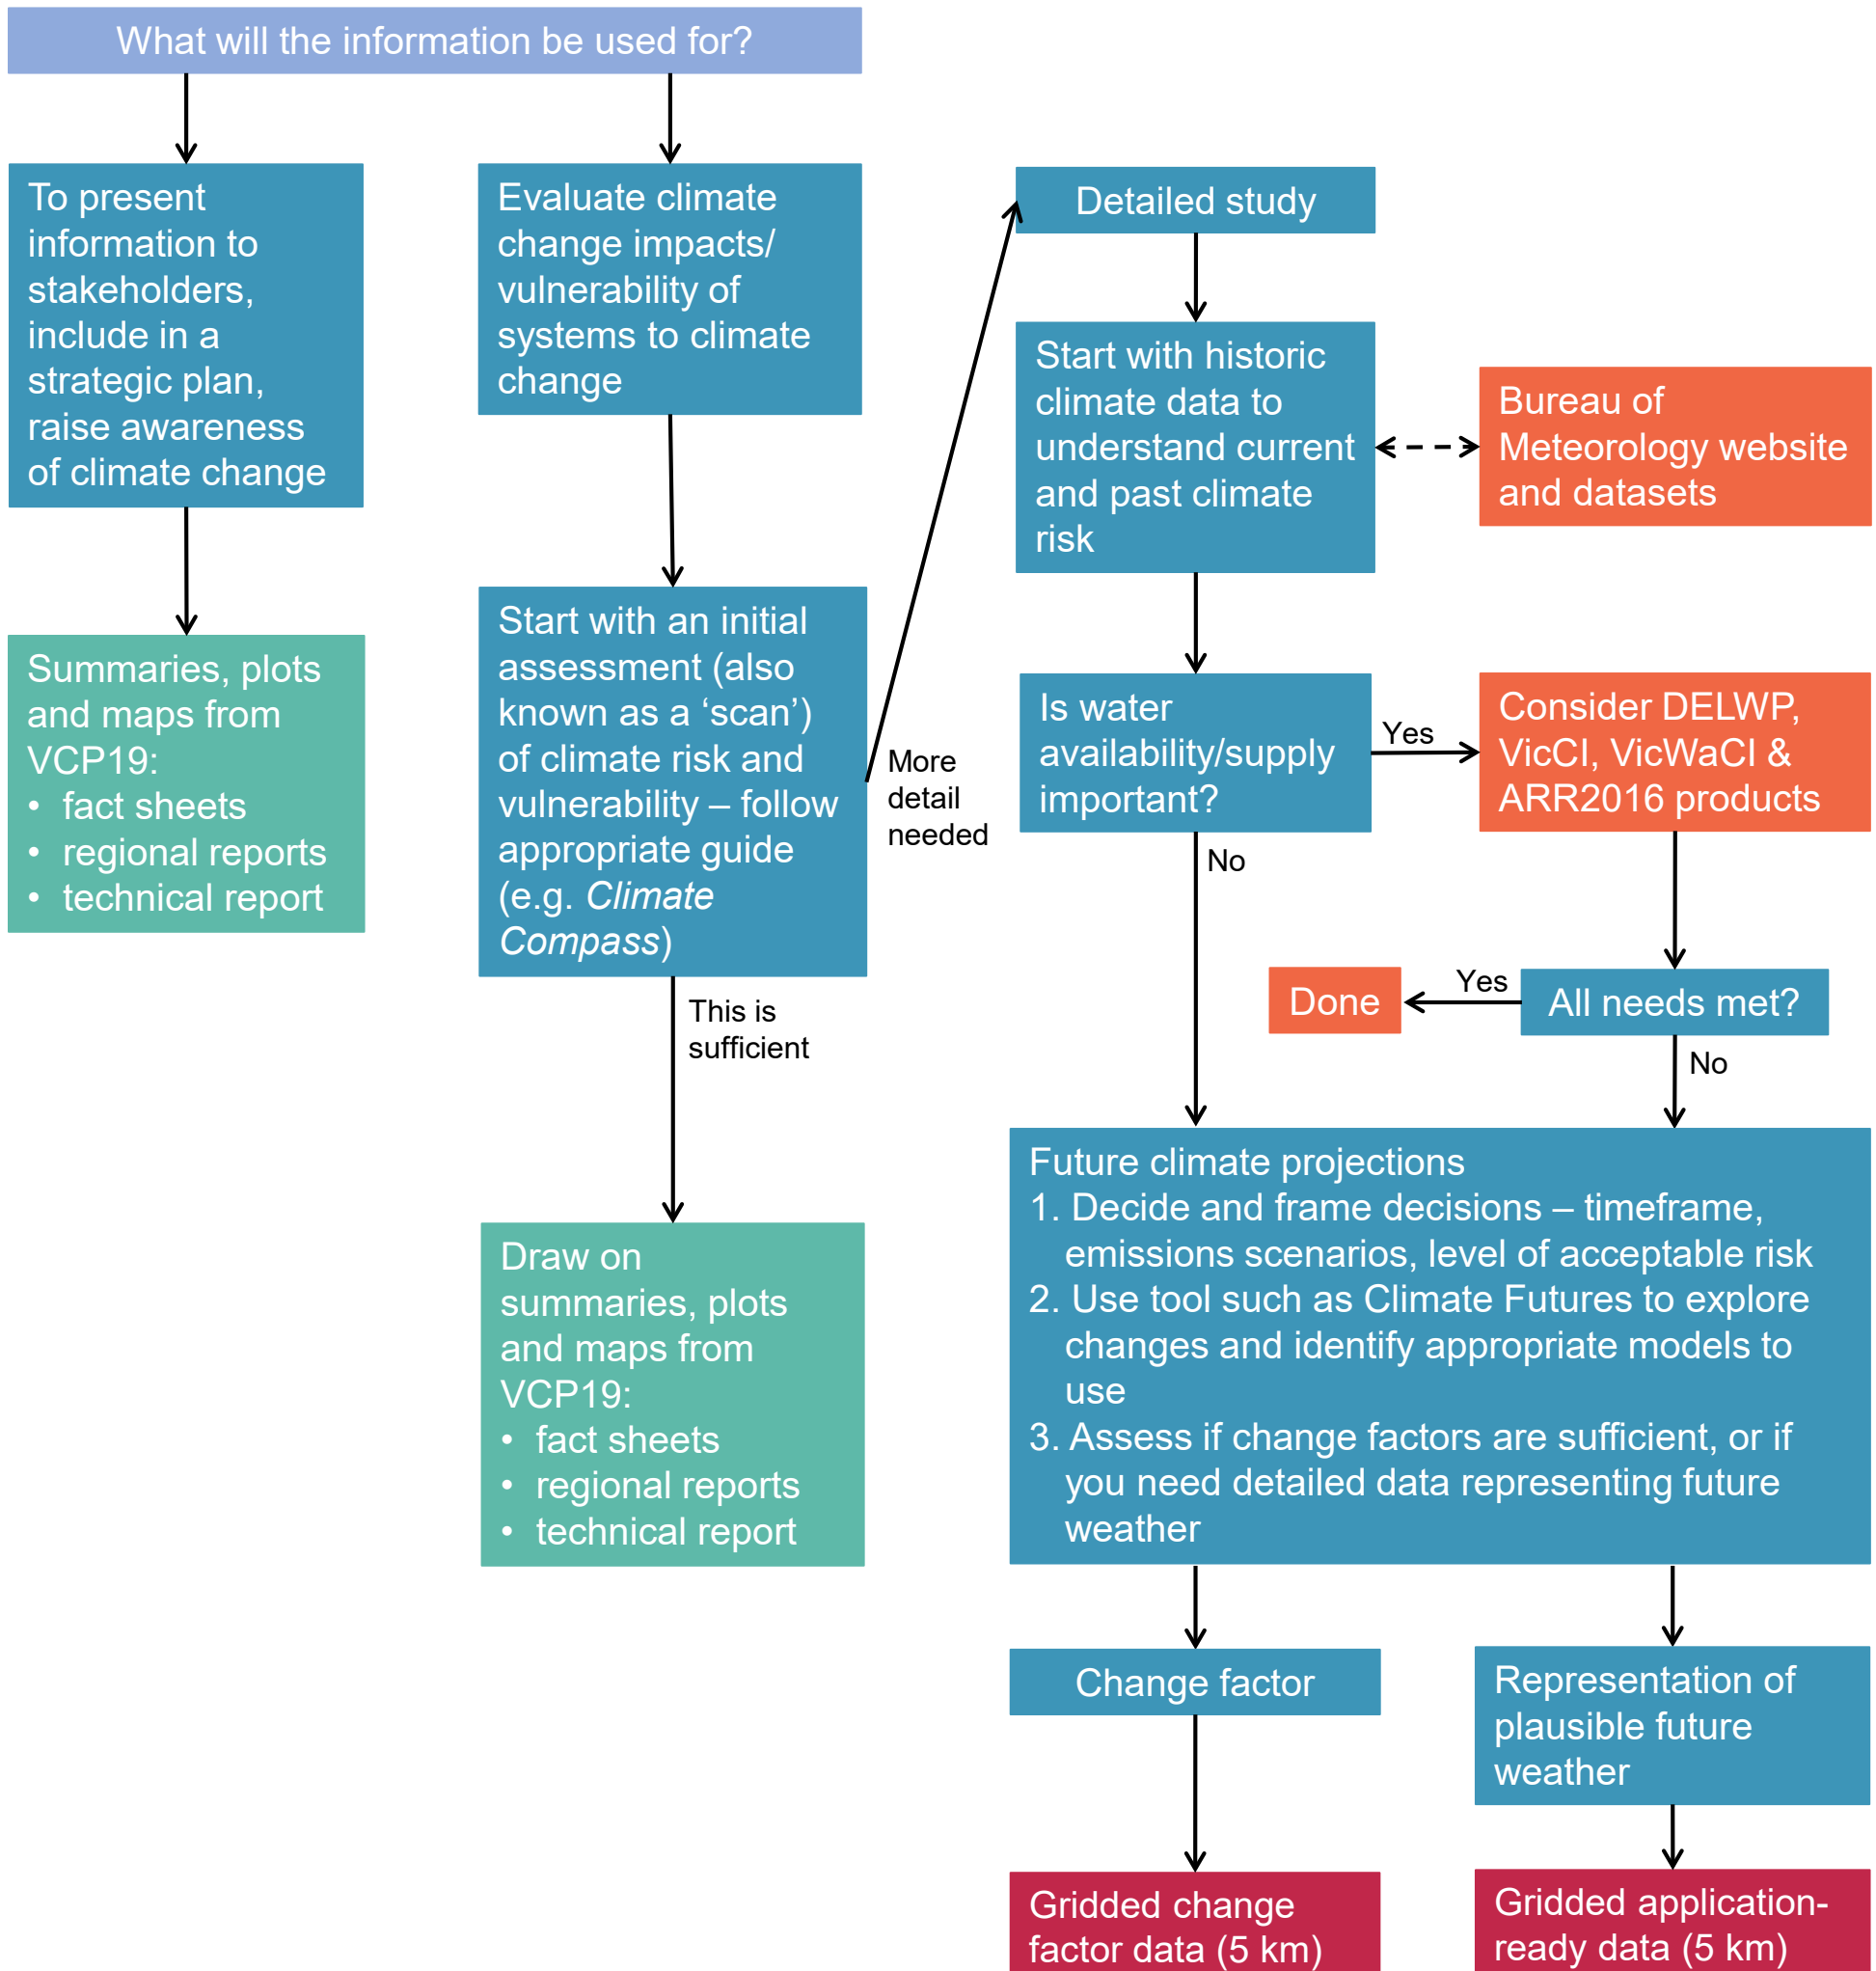 What will the information be used for?
To present
information to
stakeholders,
include in a
strategic plan,
raise awareness
of climate change
Summaries, plots
and maps from
VCP19:
• fact sheets
• regional reports
• technical report
Evaluate climate
change impacts/
vulnerability of
systems to climate
change
Start with an initial
assessment (also
known as a ‘scan’)
of climate risk and
vulnerability – follow
appropriate guide
(e.g. Climate
Compass)
This is
sufficient
Draw on
summaries, plots
and maps from
VCP19:
• fact sheets
• regional reports
• technical report
More
detail
needed
Detailed study
Start with historic
climate data to
understand current
and past climate
risk
Bureau of
Meteorology website
and datasets
Is water
availability/supply
important?
Yes
Consider DELWP,
VicCI, VicWaCI &
ARR2016 products
No
All needs met?
Yes
Done
No
Future climate projections
1. Decide and frame decisions – timeframe,
emissions scenarios, level of acceptable risk
2. Use tool such as Climate Futures to explore
changes and identify appropriate models to
use
3. Assess if change factors are sufficient, or if
you need detailed data representing future
weather
Change factor
Gridded change
factor data (5 km)
Representation of
plausible future
weather
Gridded application-
ready data (5 km)